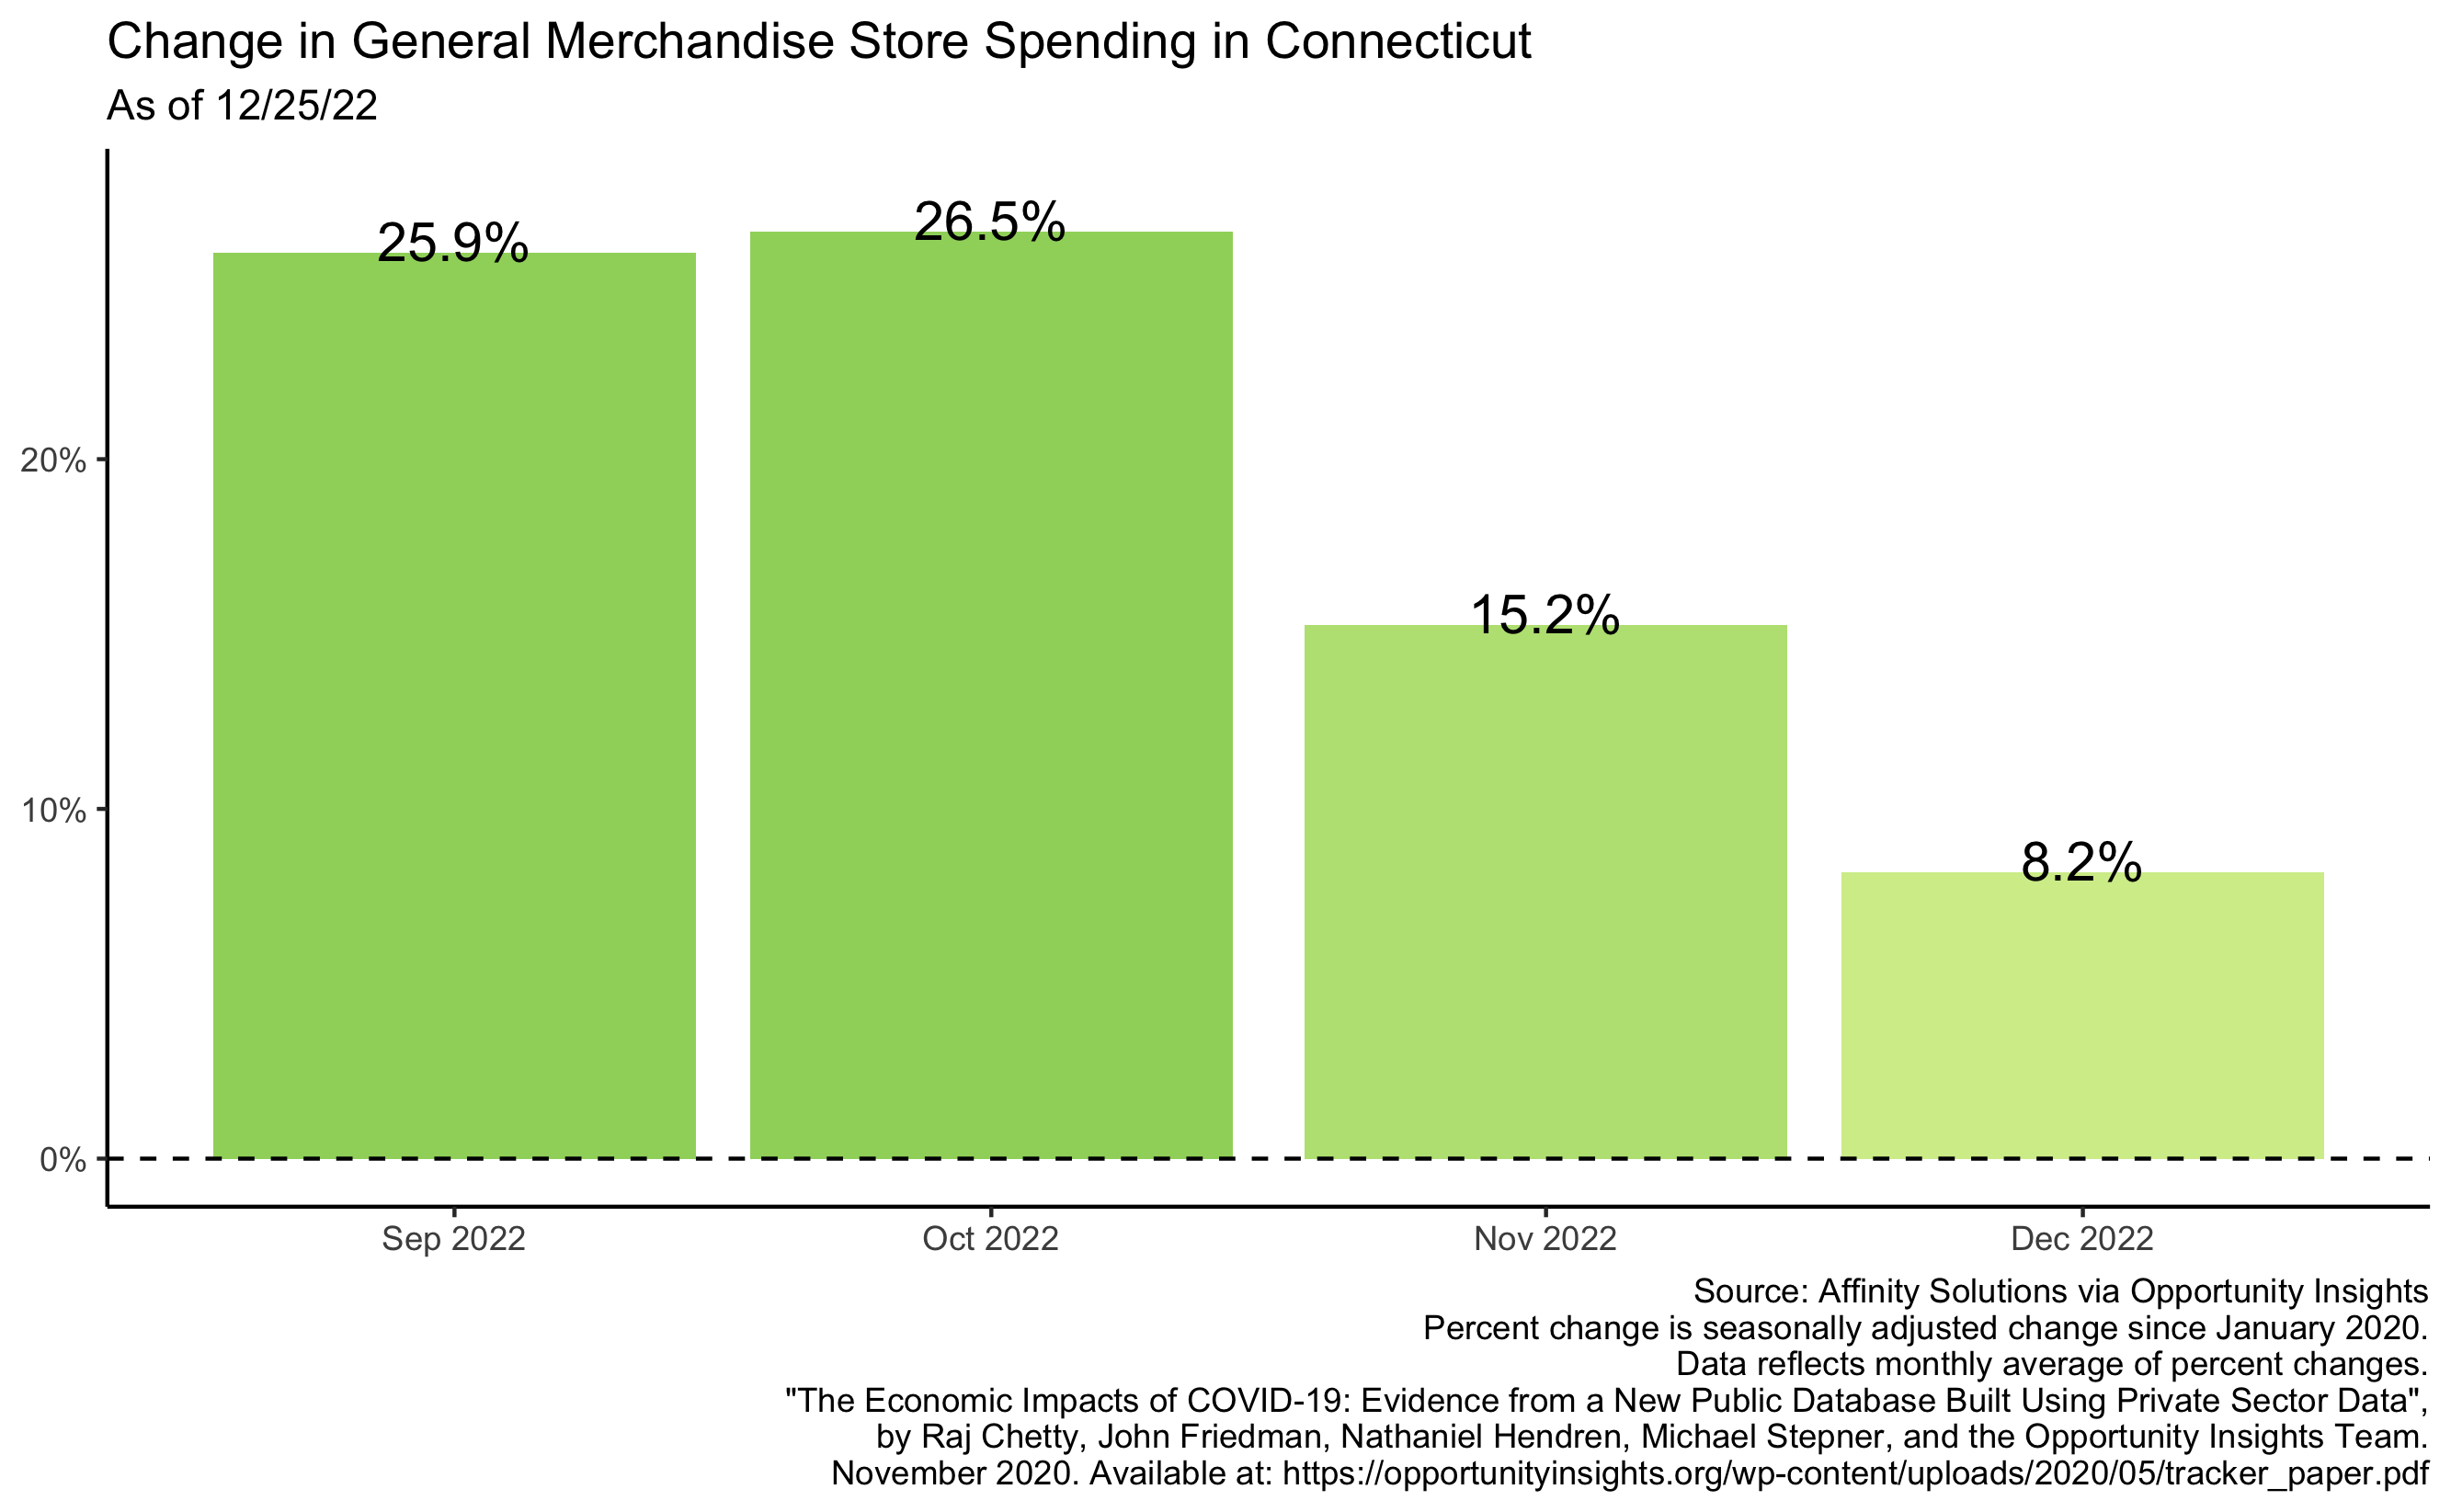 Change in General Merchandise Store Spending in Connecticut
As of 12/25/22
25.9%
26.5%
15.2%
8.2%
20%
10%
0%
Sep 2022
Oct 2022
Nov 2022
Dec 2022
Source: Affinity Solutions via Opportunity Insights
Percent change is seasonally adjusted change since January 2020.
Data reflects monthly average of percent changes.
"The Economic Impacts of COVID-19: Evidence from a New Public Database Built Using Private Sector Data",
by Raj Chetty, John Friedman, Nathaniel Hendren, Michael Stepner, and the Opportunity Insights Team.
November 2020. Available at: https://opportunityinsights.org/wp-content/uploads/2020/05/tracker_paper.pdf